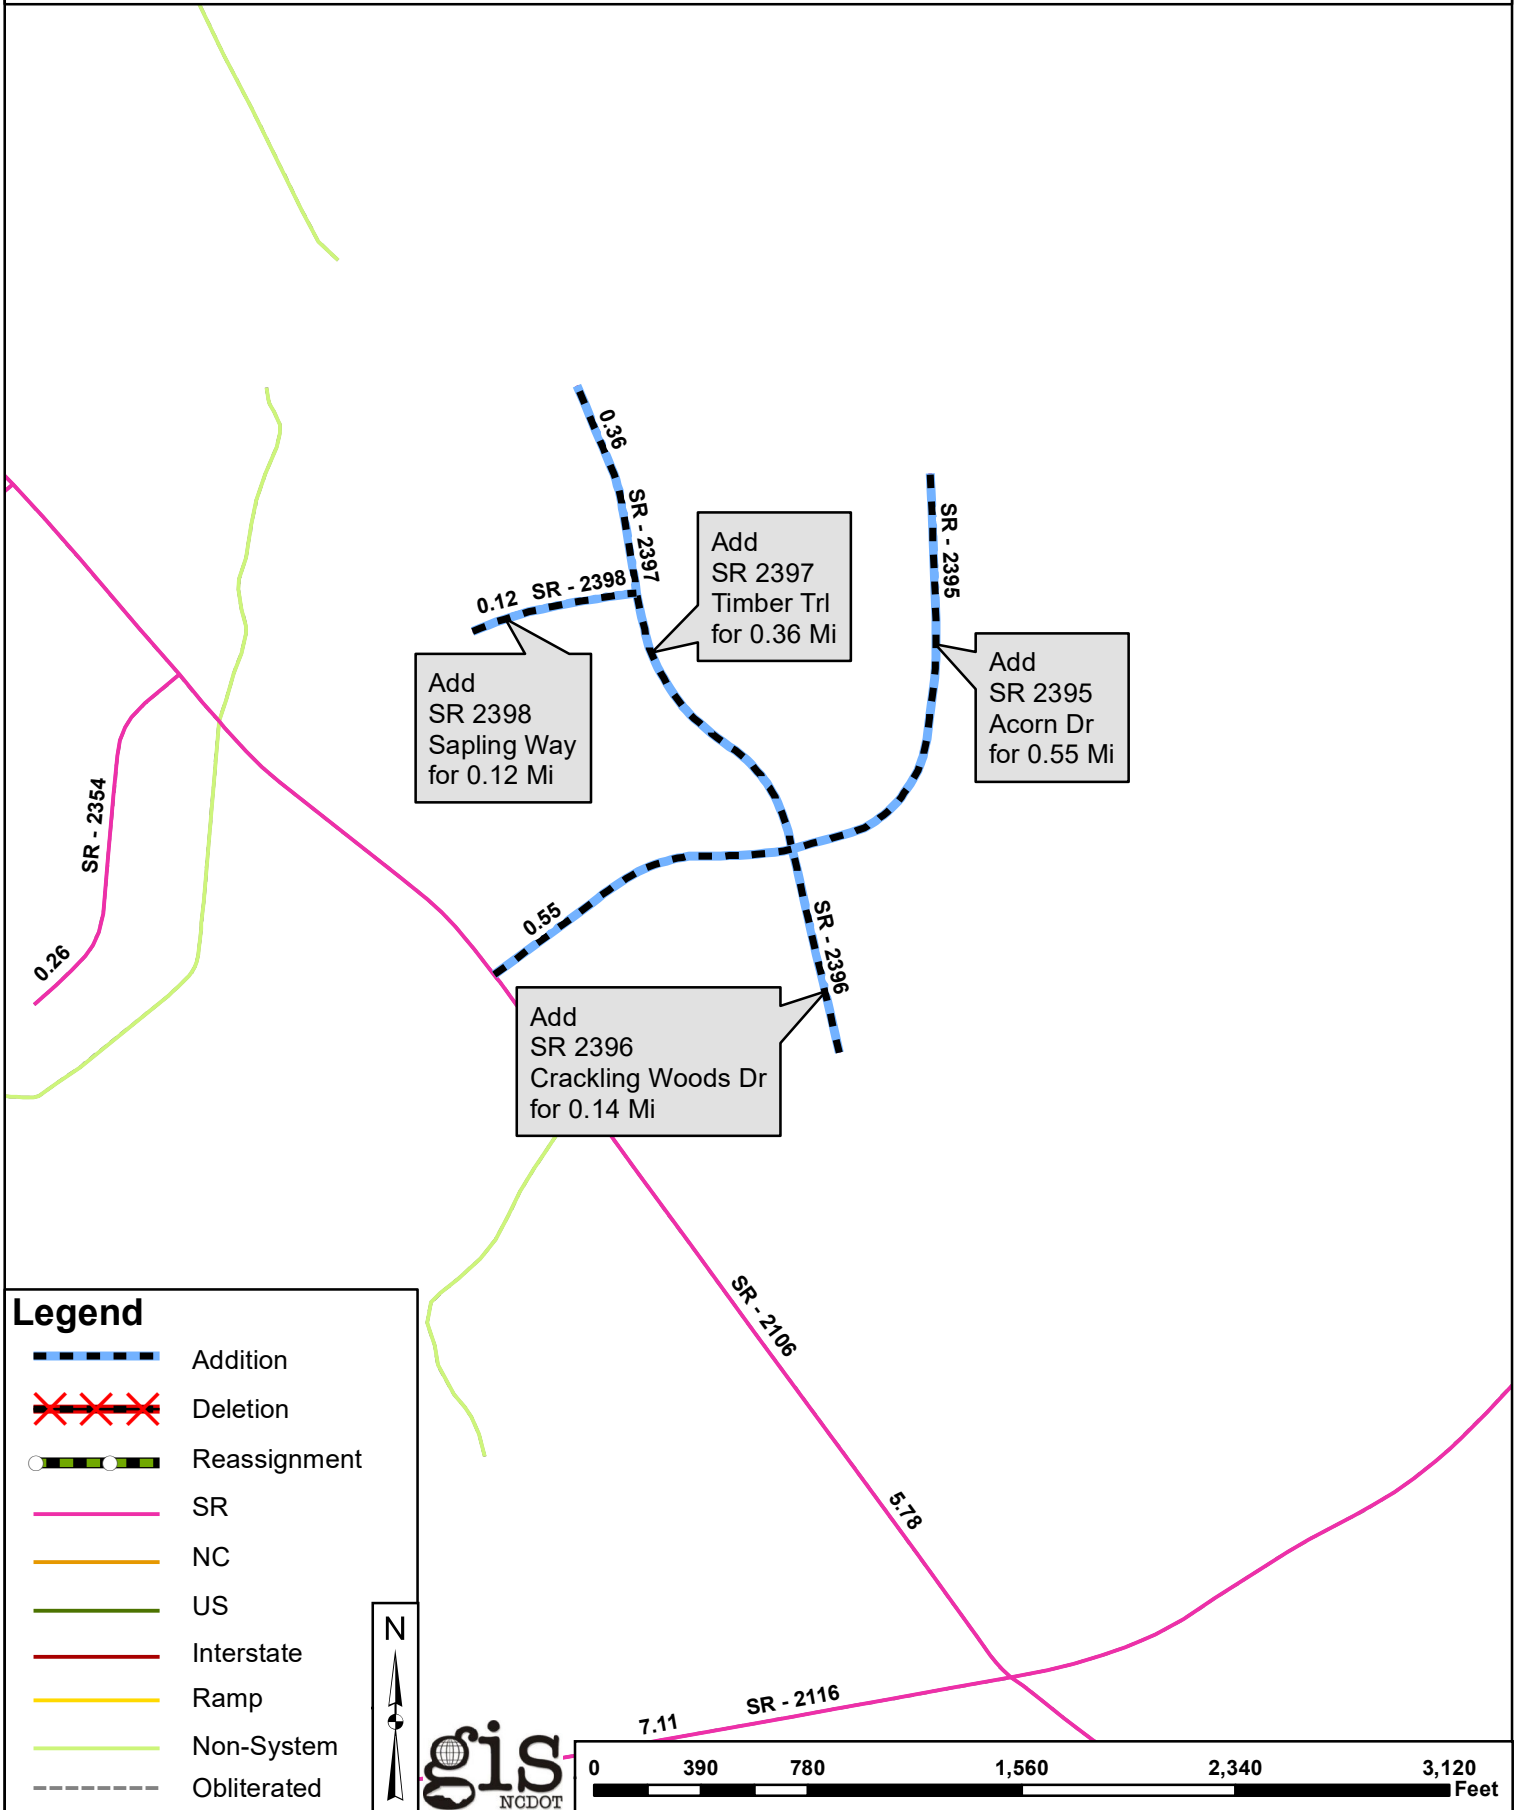 0.36
SR - 2397
SR - 2395
0.12 SR - 2398
Add
SR 2397
Timber Trl
for 0.36 Mi
Add
SR 2395
Acorn Dr
for 0.55 Mi
Add
SR 2398
Sapling Way
for 0.12 Mi
SR - 2354
0.26
0.55
SR - 2396
Add
SR 2396
Crackling Woods Dr
for 0.14 Mi
SR - 2106
5.78
SR - 2116
7.11
Legend
Addition
Deletion
Reassignment
SR
NC
US
Interstate
Ramp
Non-System
Obliterated
N
gis
NCDOT
0 390 780 1,560 2,340 3,120
Feet